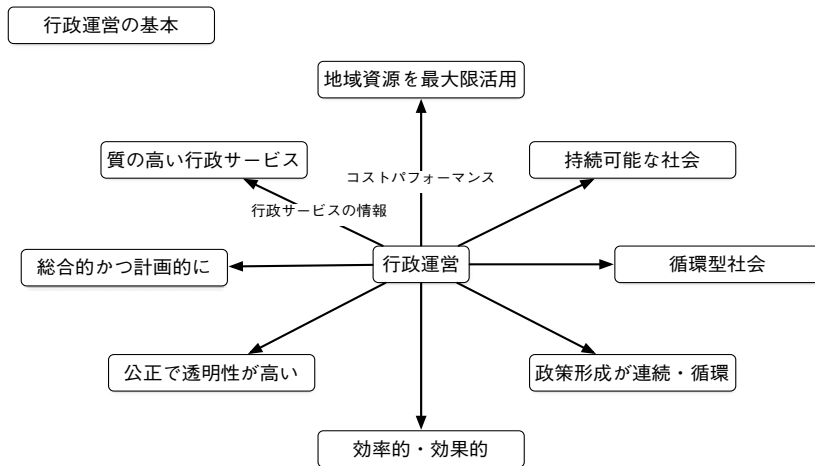 行政運営の基本
地域資源を最大限活用
質の高い行政サービス
持続可能な社会
コストパフォーマンス
行政サービスの情報
総合的かつ計画的に
行政運営
循環型社会
公正で透明性が高い
政策形成が連続・循環
効率的・効果的